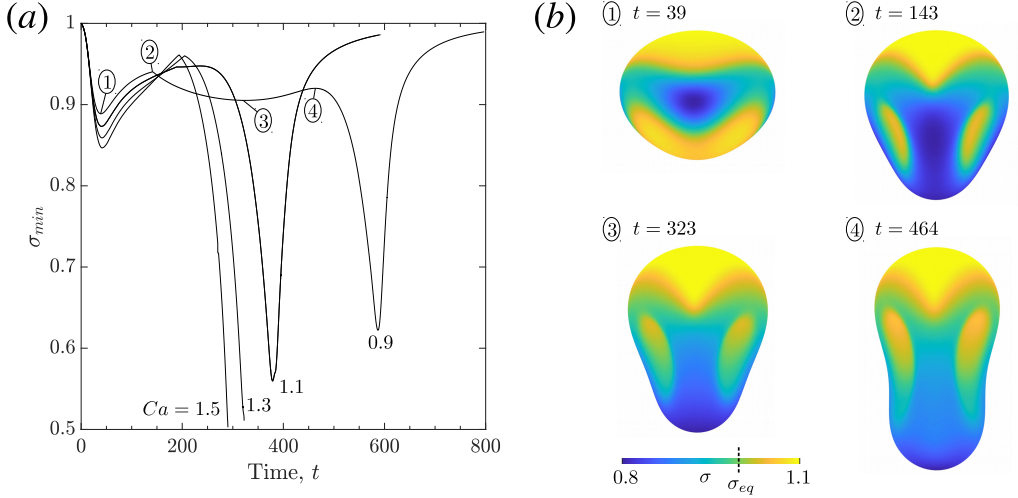 (a)
1
0.9
0.8
0.7
0.6
0.5
σ_min
0 200 400 600 800
Time, t
① ② ③ ④
Ca = 1.5
1.3
1.1
0.9
(b)
① t = 39
② t = 143
③ t = 323
④ t = 464
0.8 σ σ_eq 1.1